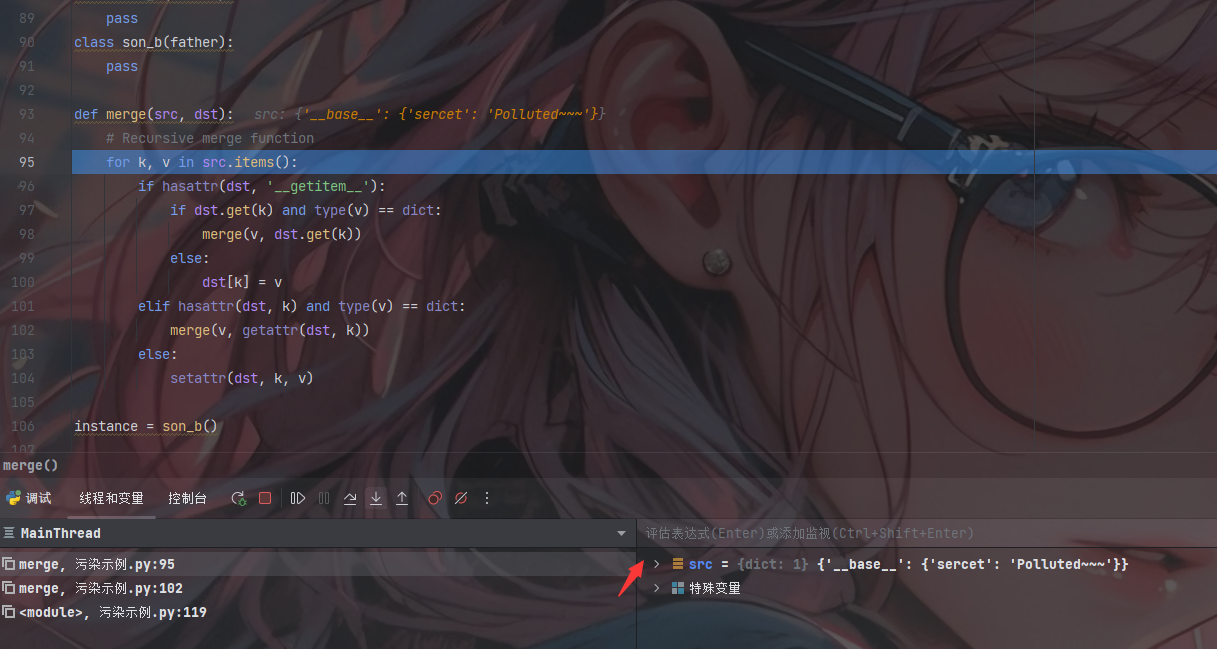 89 pass
90 class son_b(father):
91 pass
92
93 def merge(src, dst): src: {'__base__': {'sercet': 'Polluted~~~'}}
94 # Recursive merge function
95 for k, v in src.items():
96 if hasattr(dst, '__getitem__'):
97 if dst.get(k) and type(v) == dict:
98 merge(v, dst.get(k))
99 else:
100 dst[k] = v
101 elif hasattr(dst, k) and type(v) == dict:
102 merge(v, getattr(dst, k))
103 else:
104 setattr(dst, k, v)
105
106 instance = son_b()
107
merge()
调试 线程和变量 控制台
MainThread
评估表达式(Enter)或添加监视(Ctrl+Shift+Enter)
merge, 污染示例.py:95
src = {dict: 1} {'__base__': {'sercet': 'Polluted~~~'}}
merge, 污染示例.py:102
特殊变量
<module>, 污染示例.py:119